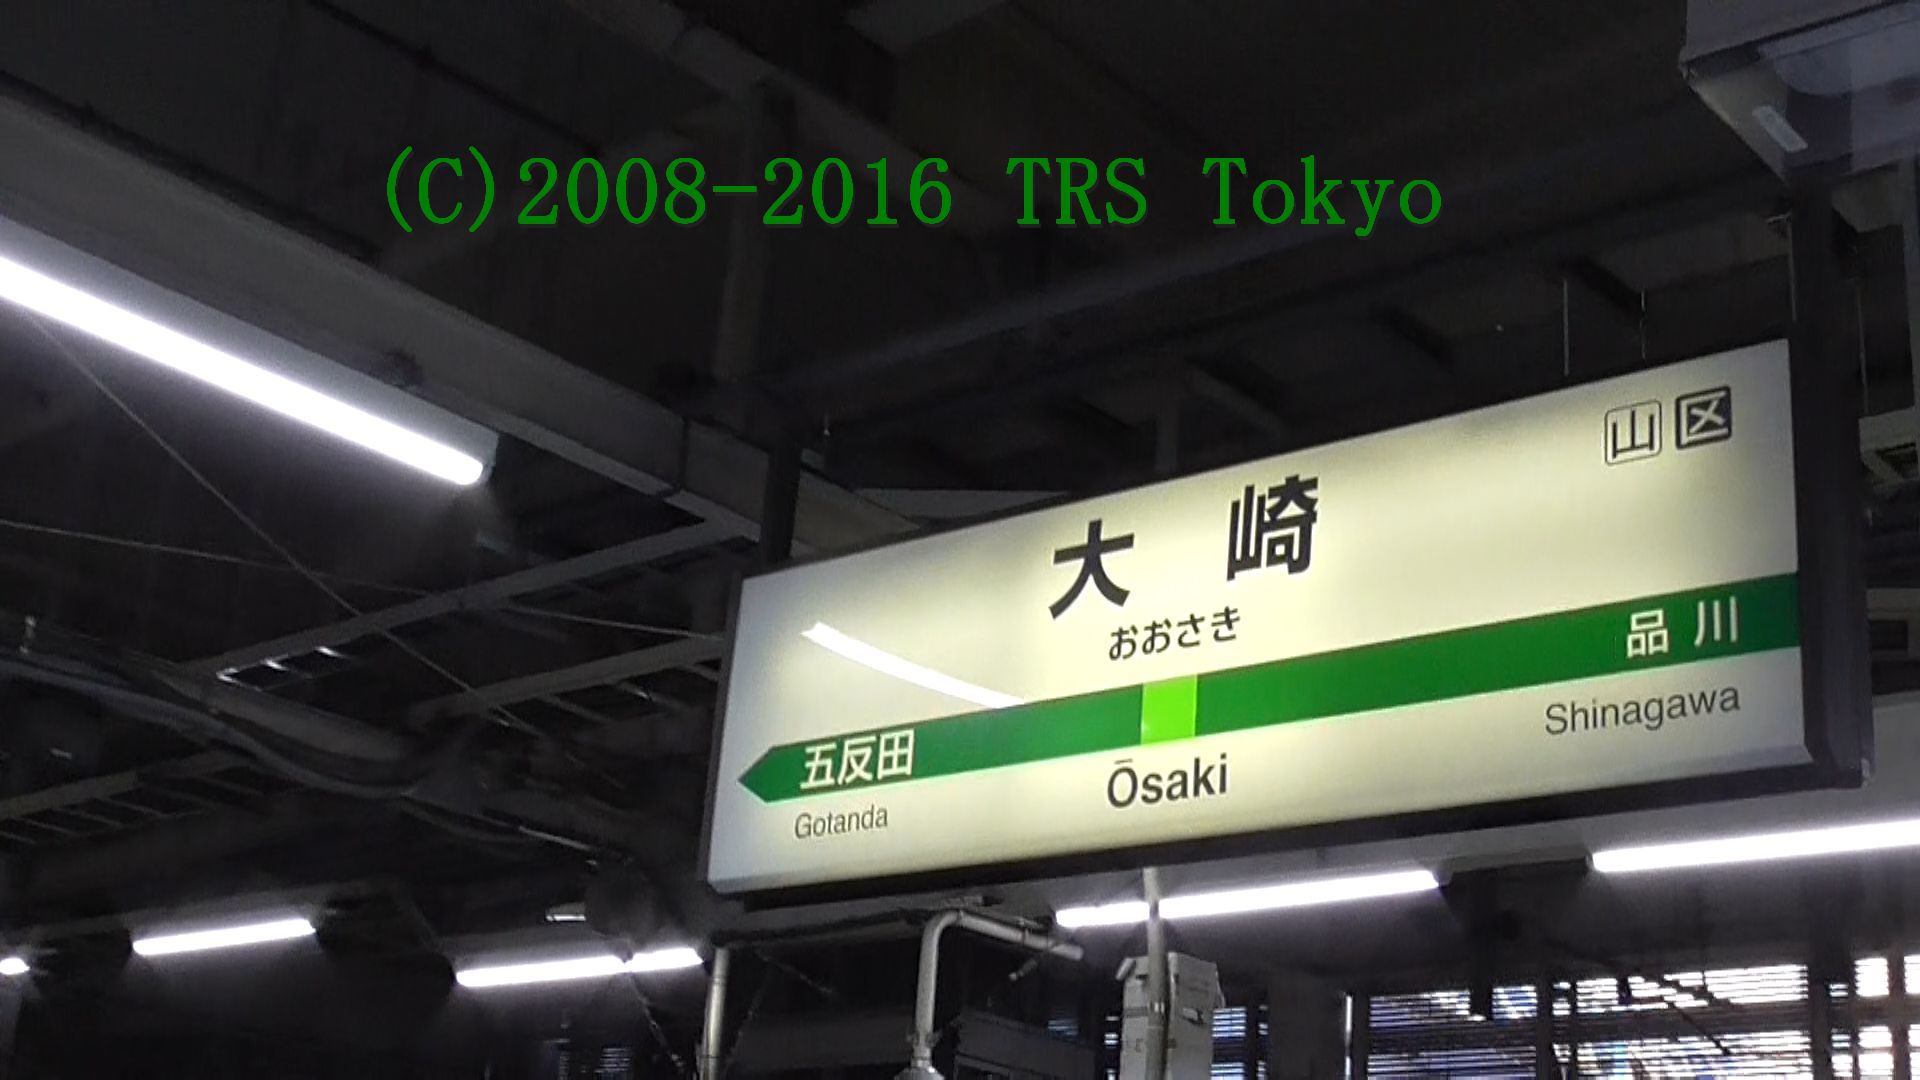 (C)2008-2016 TRS Tokyo
山 区
大崎
おおさき
五反田 品川
Gotanda Ōsaki Shinagawa